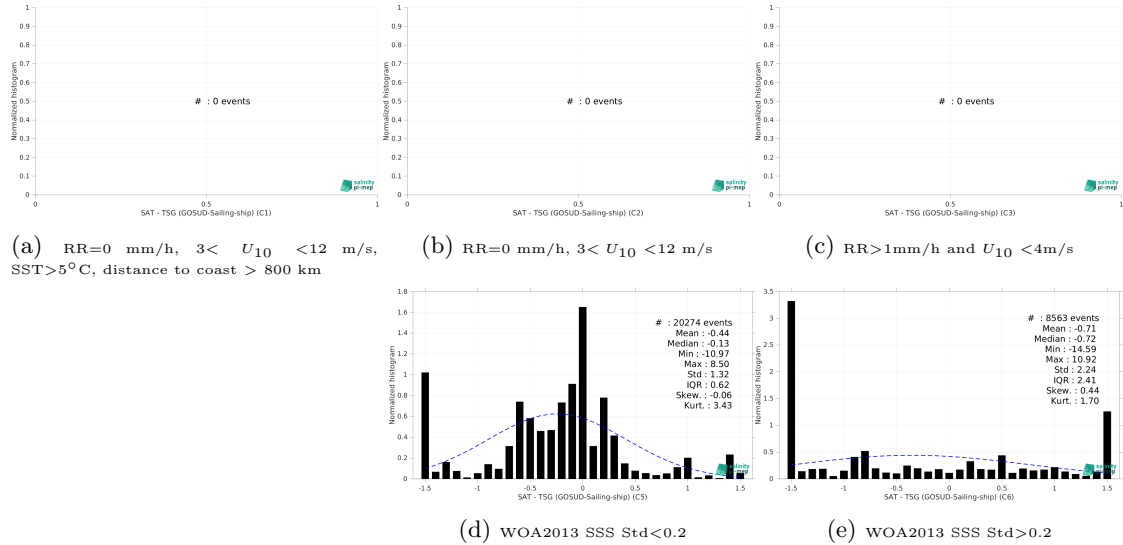 1
0.9
0.8
0.7
0.6
0.5
0.4
0.3
0.2
0.1
0
Normalized histogram
# : 0 events
salinity
pi-mep
0 0.5 1
SAT - TSG (GOSUD-Sailing-ship) (C1)
(a) RR=0 mm/h, 3< U10 <12 m/s,
SST>5°C, distance to coast > 800 km
1
0.9
0.8
0.7
0.6
0.5
0.4
0.3
0.2
0.1
0
Normalized histogram
# : 0 events
salinity
pi-mep
0 0.5 1
SAT - TSG (GOSUD-Sailing-ship) (C2)
(b) RR=0 mm/h, 3< U10 <12 m/s
1
0.9
0.8
0.7
0.6
0.5
0.4
0.3
0.2
0.1
0
Normalized histogram
# : 0 events
salinity
pi-mep
0 0.5 1
SAT - TSG (GOSUD-Sailing-ship) (C3)
(c) RR>1mm/h and U10 <4m/s
1.8
1.6
1.4
1.2
1
0.8
0.6
0.4
0.2
0
Normalized histogram
# : 20274 events
Mean : -0.44
Median : -0.13
Min : -10.97
Max : 8.50
Std : 1.32
IQR : 0.62
Skew. : -0.06
Kurt. : 3.43
salinity
pi-mep
-1.5 -1 -0.5 0 0.5 1 1.5
SAT - TSG (GOSUD-Sailing-ship) (C5)
(d) WOA2013 SSS Std<0.2
3.5
3
2.5
2
1.5
1
0.5
0
Normalized histogram
# : 8563 events
Mean : -0.71
Median : -0.72
Min : -14.59
Max : 10.92
Std : 2.24
IQR : 2.41
Skew. : 0.44
Kurt. : 1.70
salinity
pi-mep
-1.5 -1 -0.5 0 0.5 1 1.5
SAT - TSG (GOSUD-Sailing-ship) (C6)
(e) WOA2013 SSS Std>0.2